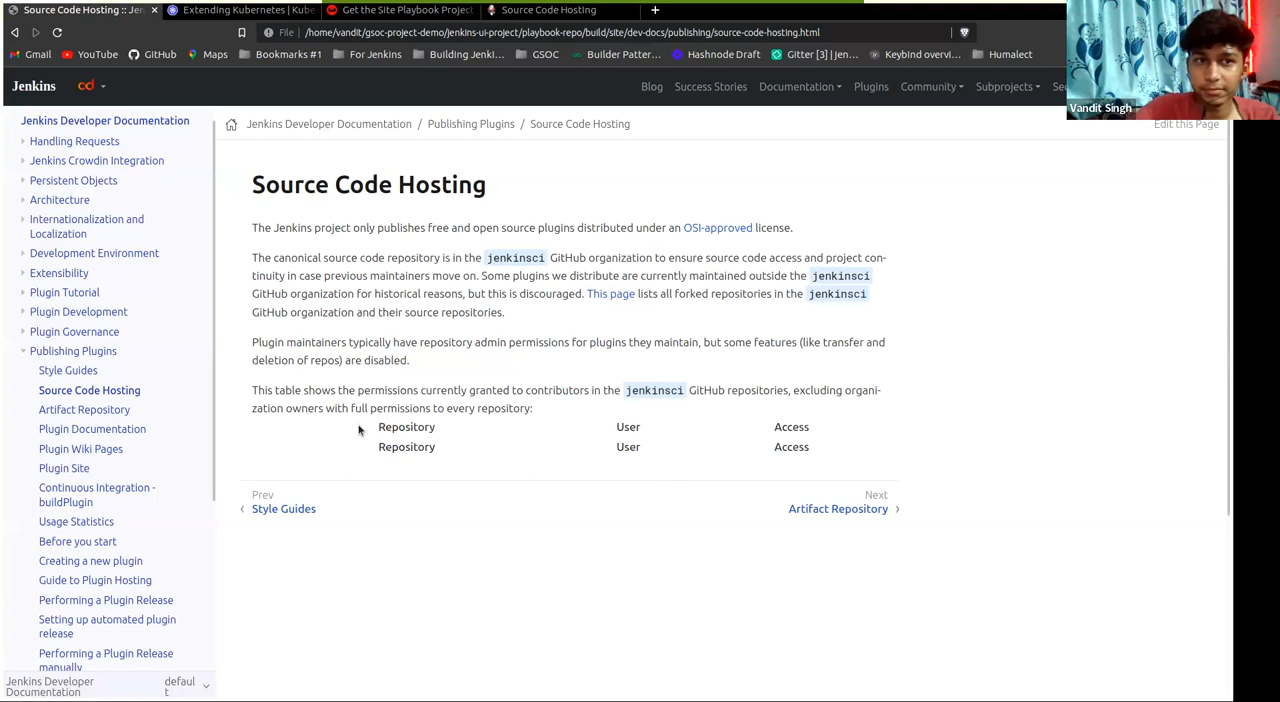 Source Code Hosting :: Jen
Extending Kubernetes | Kube
Get the Site Playbook Project
Source Code Hosting
File
/home/vandit/gsoc-project-demo/jenkins-ui-project/playbook-repo/build/site/dev-docs/publishing/source-code-hosting.html
Gmail YouTube GitHub Maps Bookmarks #1 For Jenkins Building Jenki... GSOC Builder Patter... Hashnode Draft Gitter [3] | jen... Keybind overvi... Humalect
Jenkins cd Blog Success Stories Documentation Plugins Community Subprojects
Vandit Singh
Jenkins Developer Documentation
Handling Requests
Jenkins Crowdin Integration
Persistent Objects
Architecture
Internationalization and
Localization
Development Environment
Extensibility
Plugin Tutorial
Plugin Development
Plugin Governance
Publishing Plugins
Style Guides
Source Code Hosting
Artifact Repository
Plugin Documentation
Plugin Wiki Pages
Plugin Site
Continuous Integration -
buildPlugin
Usage Statistics
Before you start
Creating a new plugin
Guide to Plugin Hosting
Performing a Plugin Release
Setting up automated plugin
release
Performing a Plugin Release
manually
Jenkins Developer
Documentation
defaul
t
Jenkins Developer Documentation / Publishing Plugins / Source Code Hosting
Edit this Page
Source Code Hosting
The Jenkins project only publishes free and open source plugins distributed under an OSI-approved license.
The canonical source code repository is in the jenkinsci GitHub organization to ensure source code access and project con-
tinuity in case previous maintainers move on. Some plugins we distribute are currently maintained outside the jenkinsci
GitHub organization for historical reasons, but this is discouraged. This page lists all forked repositories in the jenkinsci
GitHub organization and their source repositories.
Plugin maintainers typically have repository admin permissions for plugins they maintain, but some features (like transfer and
deletion of repos) are disabled.
This table shows the permissions currently granted to contributors in the jenkinsci GitHub repositories, excluding organi-
zation owners with full permissions to every repository:
Repository User Access
Repository User Access
Prev
Style Guides
Next
Artifact Repository